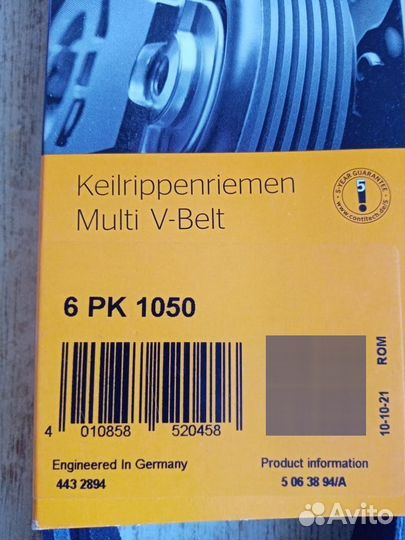 Keilrippenriemen
Multi V-Belt
5-YEAR GUARANTEE
5
www.contitech.de/5
6 PK 1050
4 010858 520458
10-10-21 ROM
Engineered In Germany
443 2894
Product information
5 06 38 94/A
Avito